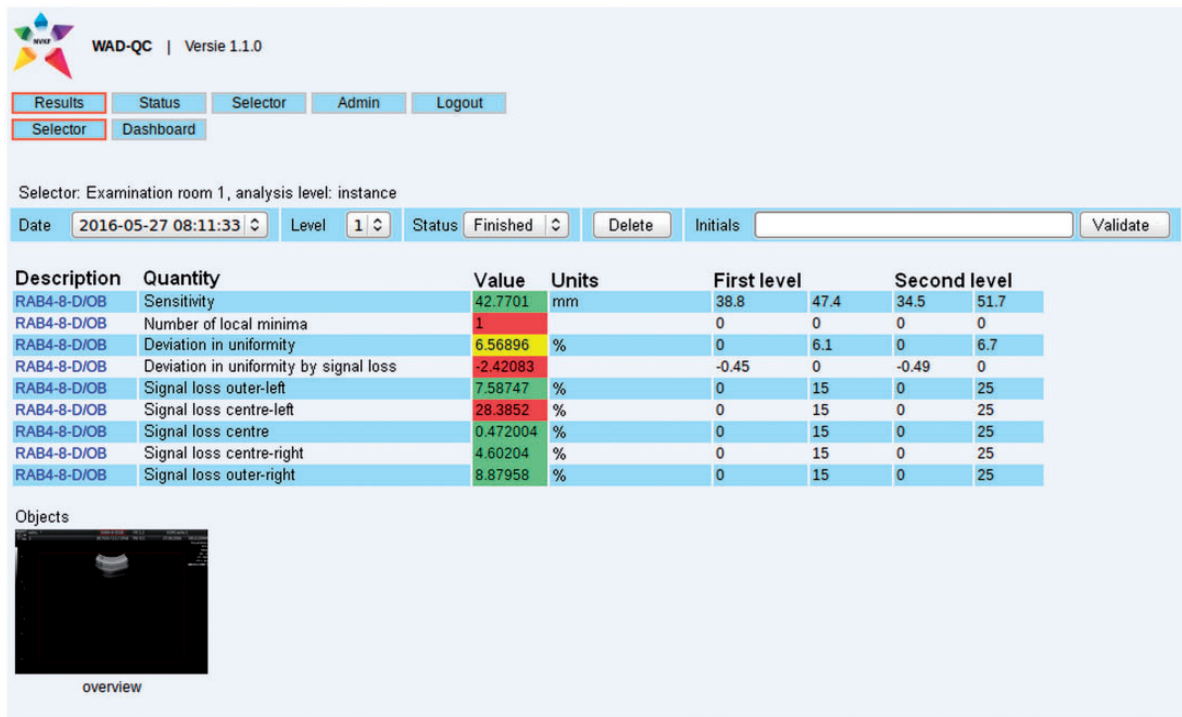 NVKF
WAD-QC | Versie 1.1.0
Results Status Selector Admin Logout
Selector Dashboard
Selector: Examination room 1, analysis level: instance
Date 2016-05-27 08:11:33 Level 1 Status Finished Delete Initials Validate
Description Quantity Value Units First level Second level
RAB4-8-D/OB Sensitivity 42.7701 mm 38.8 47.4 34.5 51.7
RAB4-8-D/OB Number of local minima 1 0 0 0 0
RAB4-8-D/OB Deviation in uniformity 6.56896 % 0 6.1 0 6.7
RAB4-8-D/OB Deviation in uniformity by signal loss -2.42083 -0.45 0 -0.49 0
RAB4-8-D/OB Signal loss outer-left 7.58747 % 0 15 0 25
RAB4-8-D/OB Signal loss centre-left 28.3852 % 0 15 0 25
RAB4-8-D/OB Signal loss centre 0.472004 % 0 15 0 25
RAB4-8-D/OB Signal loss centre-right 4.60204 % 0 15 0 25
RAB4-8-D/OB Signal loss outer-right 8.87958 % 0 15 0 25
Objects
overview